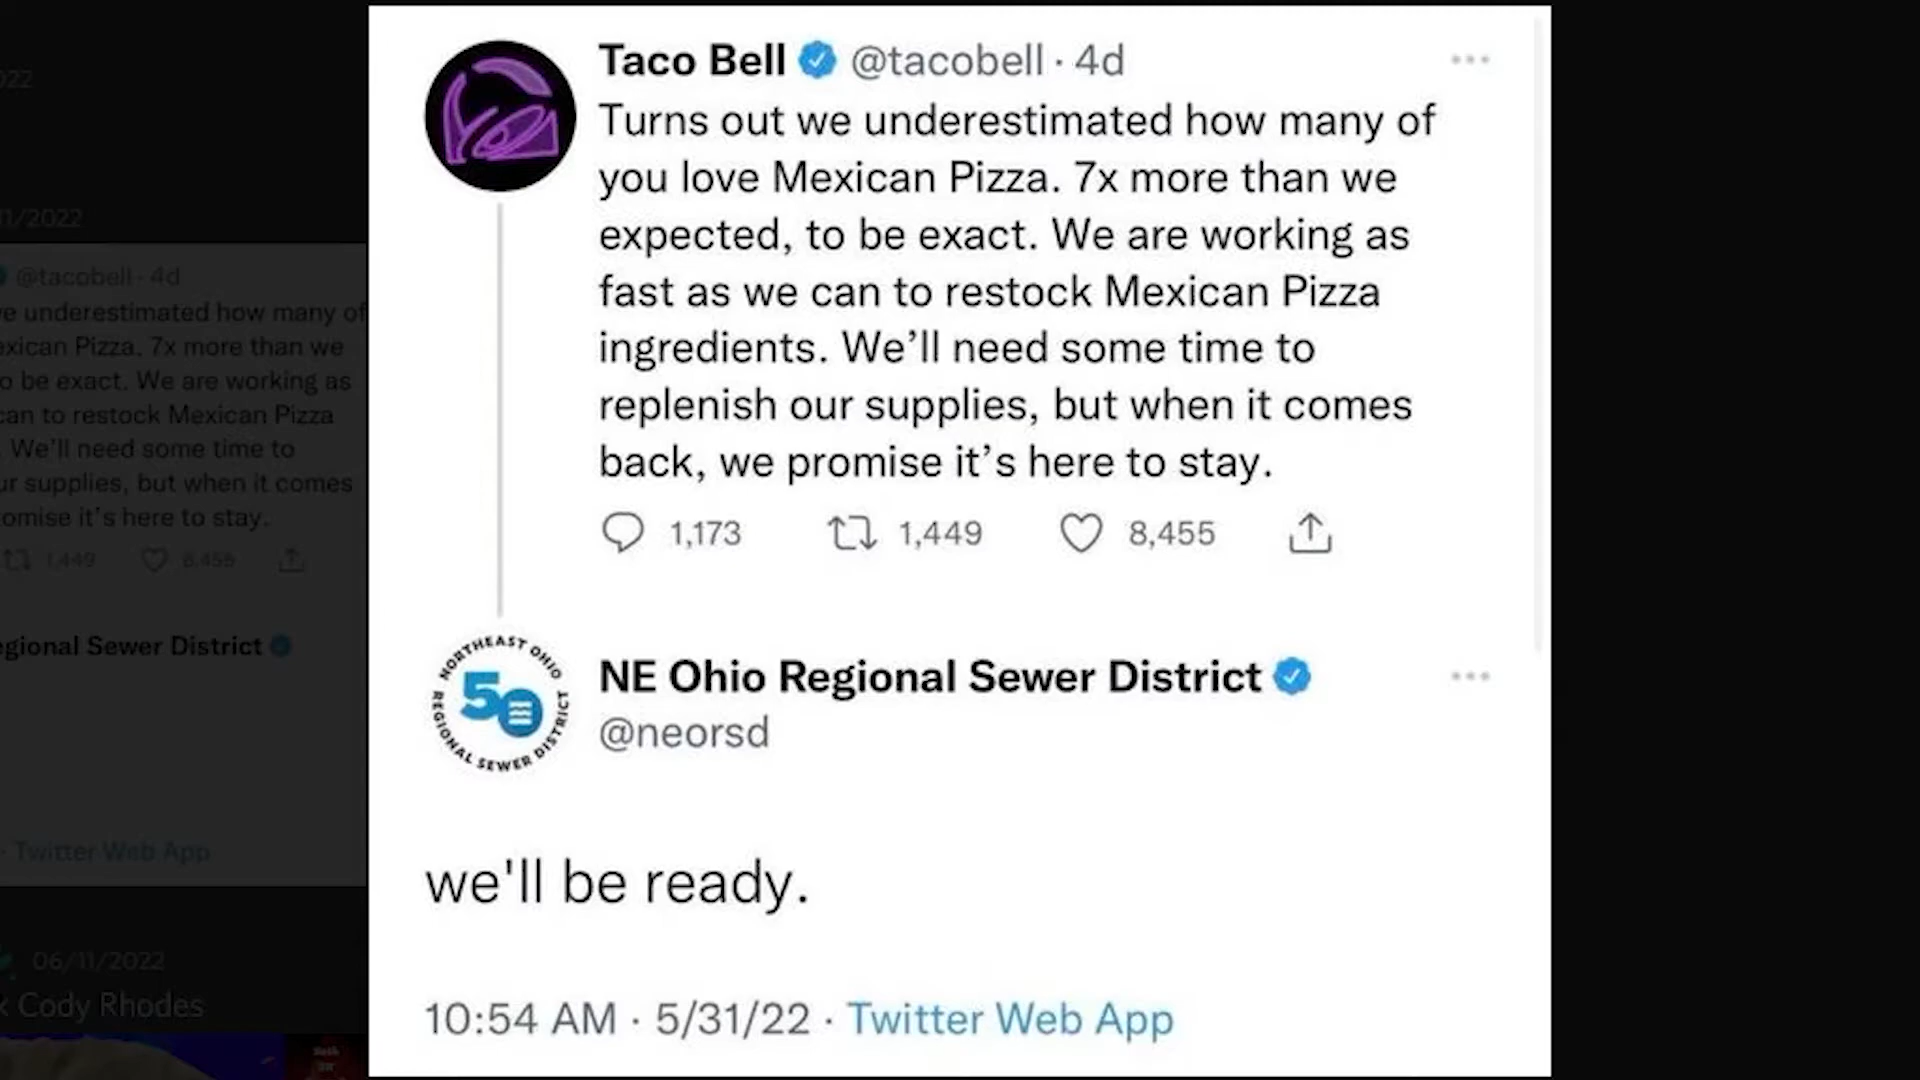 Taco Bell @tacobell · 4d
Turns out we underestimated how many of
you love Mexican Pizza. 7x more than we
expected, to be exact. We are working as
fast as we can to restock Mexican Pizza
ingredients. We’ll need some time to
replenish our supplies, but when it comes
back, we promise it’s here to stay.
1,173 1,449 8,455
NORTHEAST OHIO REGIONAL SEWER DISTRICT
50
NE Ohio Regional Sewer District
@neorsd
we'll be ready.
10:54 AM · 5/31/22 · Twitter Web App
022
11/2022
@tacobell · 4d
e underestimated how many of
exican Pizza. 7x more than we
o be exact. We are working as
can to restock Mexican Pizza
. We’ll need some time to
ur supplies, but when it comes
omise it’s here to stay.
1,449 8,455
egional Sewer District
· Twitter Web App
06/11/2022
k Cody Rhodes